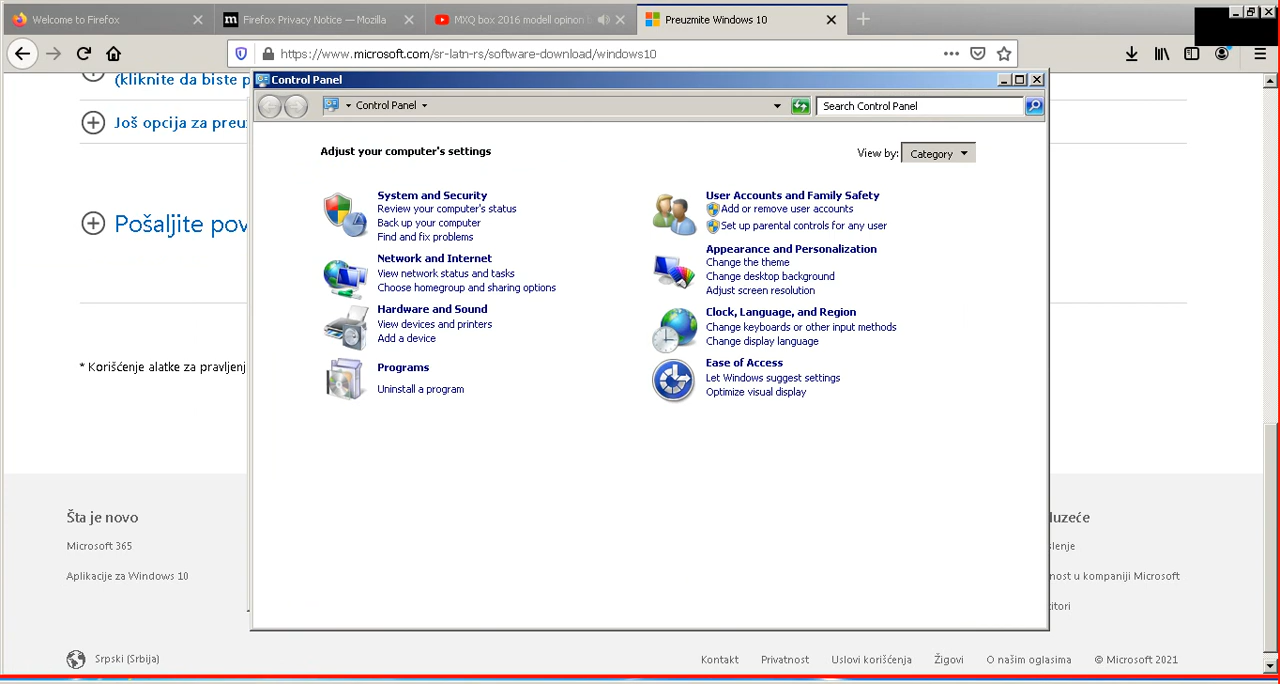 Welcome to Firefox
Firefox Privacy Notice — Mozilla
MXQ box 2016 modell opinon
Preuzmite Windows 10
https://www.microsoft.com/sr-latn-rs/software-download/windows10
(kliknite da biste p
Još opcija za preu
Pošaljite pov
* Korišćenje alatke za pravljenj
Control Panel
Control Panel
Search Control Panel
Adjust your computer's settings
View by: Category
System and Security
Review your computer's status
Back up your computer
Find and fix problems
Network and Internet
View network status and tasks
Choose homegroup and sharing options
Hardware and Sound
View devices and printers
Add a device
Programs
Uninstall a program
User Accounts and Family Safety
Add or remove user accounts
Set up parental controls for any user
Appearance and Personalization
Change the theme
Change desktop background
Adjust screen resolution
Clock, Language, and Region
Change keyboards or other input methods
Change display language
Ease of Access
Let Windows suggest settings
Optimize visual display
Šta je novo
Microsoft 365
Aplikacije za Windows 10
duzeće
šlenje
nost u kompaniji Microsoft
titori
Srpski (Srbija)
Kontakt
Privatnost
Uslovi korišćenja
Žigovi
O našim oglasima
© Microsoft 2021